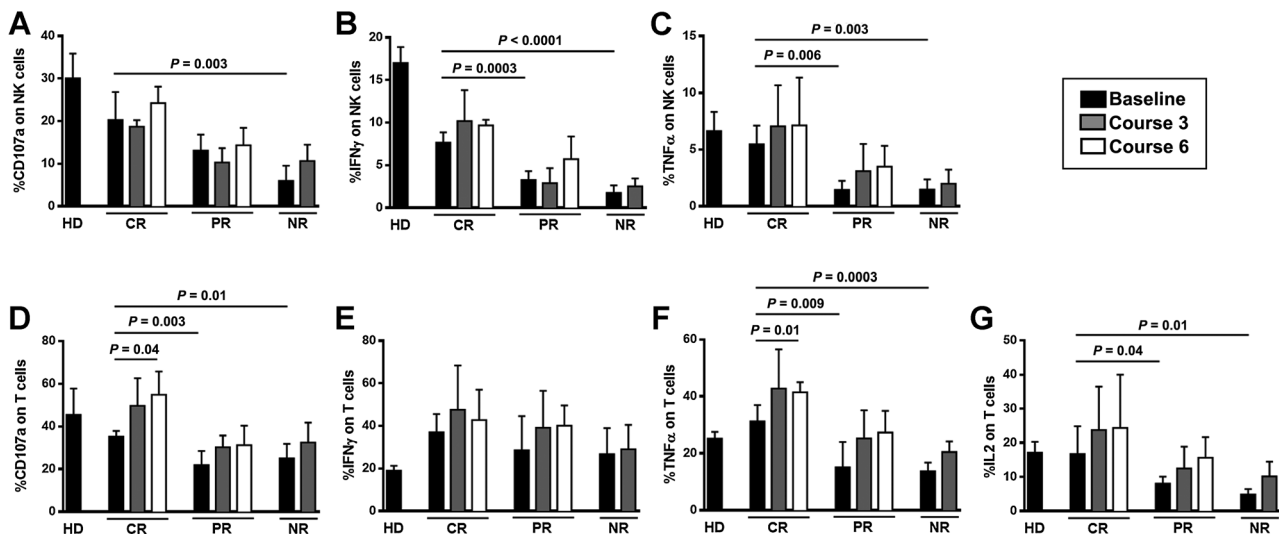 A
%CD107a on NK cells
40
30
20
10
0
P = 0.003
HD
CR
PR
NR
B
%IFNγ on NK cells
20
15
10
5
0
P < 0.0001
P = 0.0003
HD
CR
PR
NR
C
%TNFα on NK cells
15
10
5
0
P = 0.003
P = 0.006
HD
CR
PR
NR
Baseline
Course 3
Course 6
D
%CD107a on T cells
80
60
40
20
0
P = 0.01
P = 0.003
P = 0.04
HD
CR
PR
NR
E
%IFNγ on T cells
80
60
40
20
0
HD
CR
PR
NR
F
%TNFα on T cells
60
40
20
0
P = 0.0003
P = 0.009
P = 0.01
HD
CR
PR
NR
G
%IL2 on T cells
50
40
30
20
10
0
P = 0.01
P = 0.04
HD
CR
PR
NR